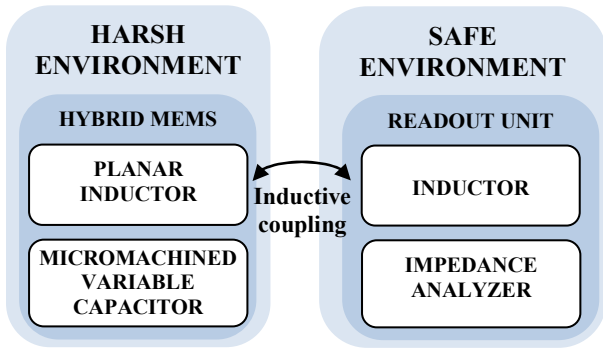 HARSH
ENVIRONMENT
HYBRID MEMS
PLANAR
INDUCTOR
MICROMACHINED
VARIABLE
CAPACITOR
Inductive
coupling
SAFE
ENVIRONMENT
READOUT UNIT
INDUCTOR
IMPEDANCE
ANALYZER